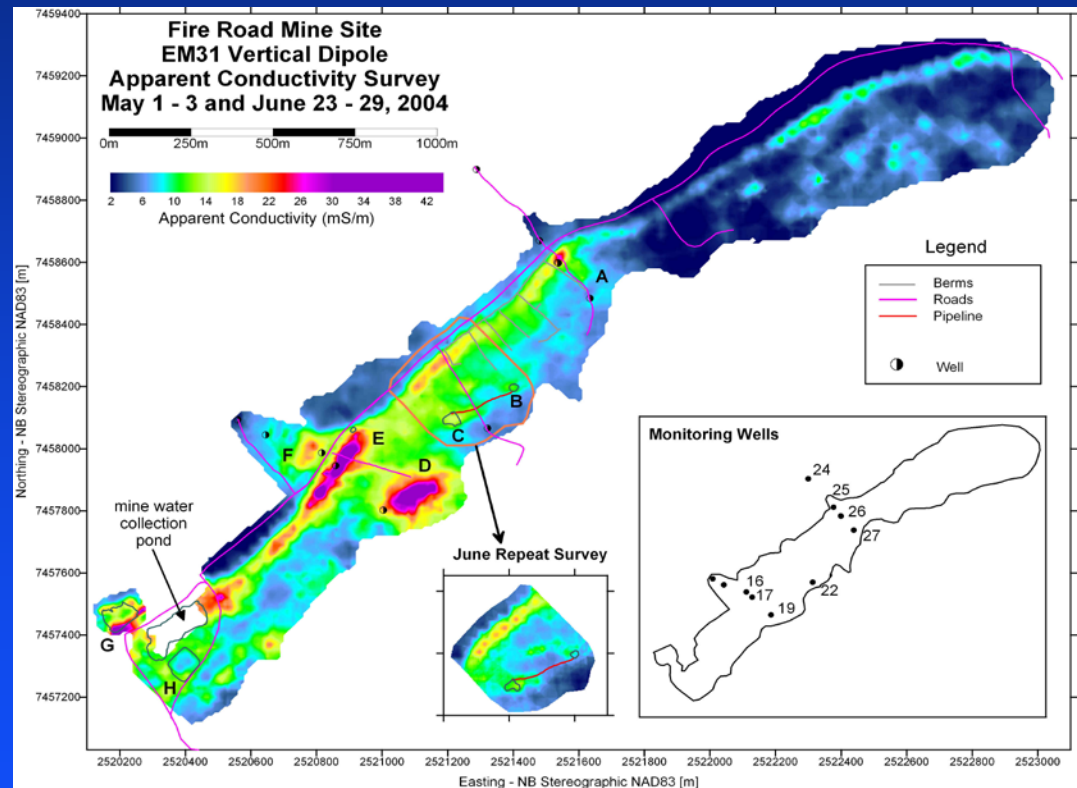 Fire Road Mine Site
EM31 Vertical Dipole
Apparent Conductivity Survey
May 1 - 3 and June 23 - 29, 2004
0m 250m 500m 750m 1000m
2 6 10 14 18 22 26 30 34 38 42
Apparent Conductivity (mS/m)
7459400
7459200
7459000
7458800
7458600
7458400
7458200
7458000
7457800
7457600
7457400
7457200
Northing - NB Stereographic NAD83 [m]
A
B
C
D
E
F
G
H
mine water
collection
pond
June Repeat Survey
Legend
Berms
Roads
Pipeline
Well
Monitoring Wells
24
25
26
27
16
17
22
19
2520200 2520400 2520600 2520800 2521000 2521200 2521400 2521600 2521800 2522000 2522200 2522400 2522600 2522800 2523000
Easting - NB Stereographic NAD83 [m]